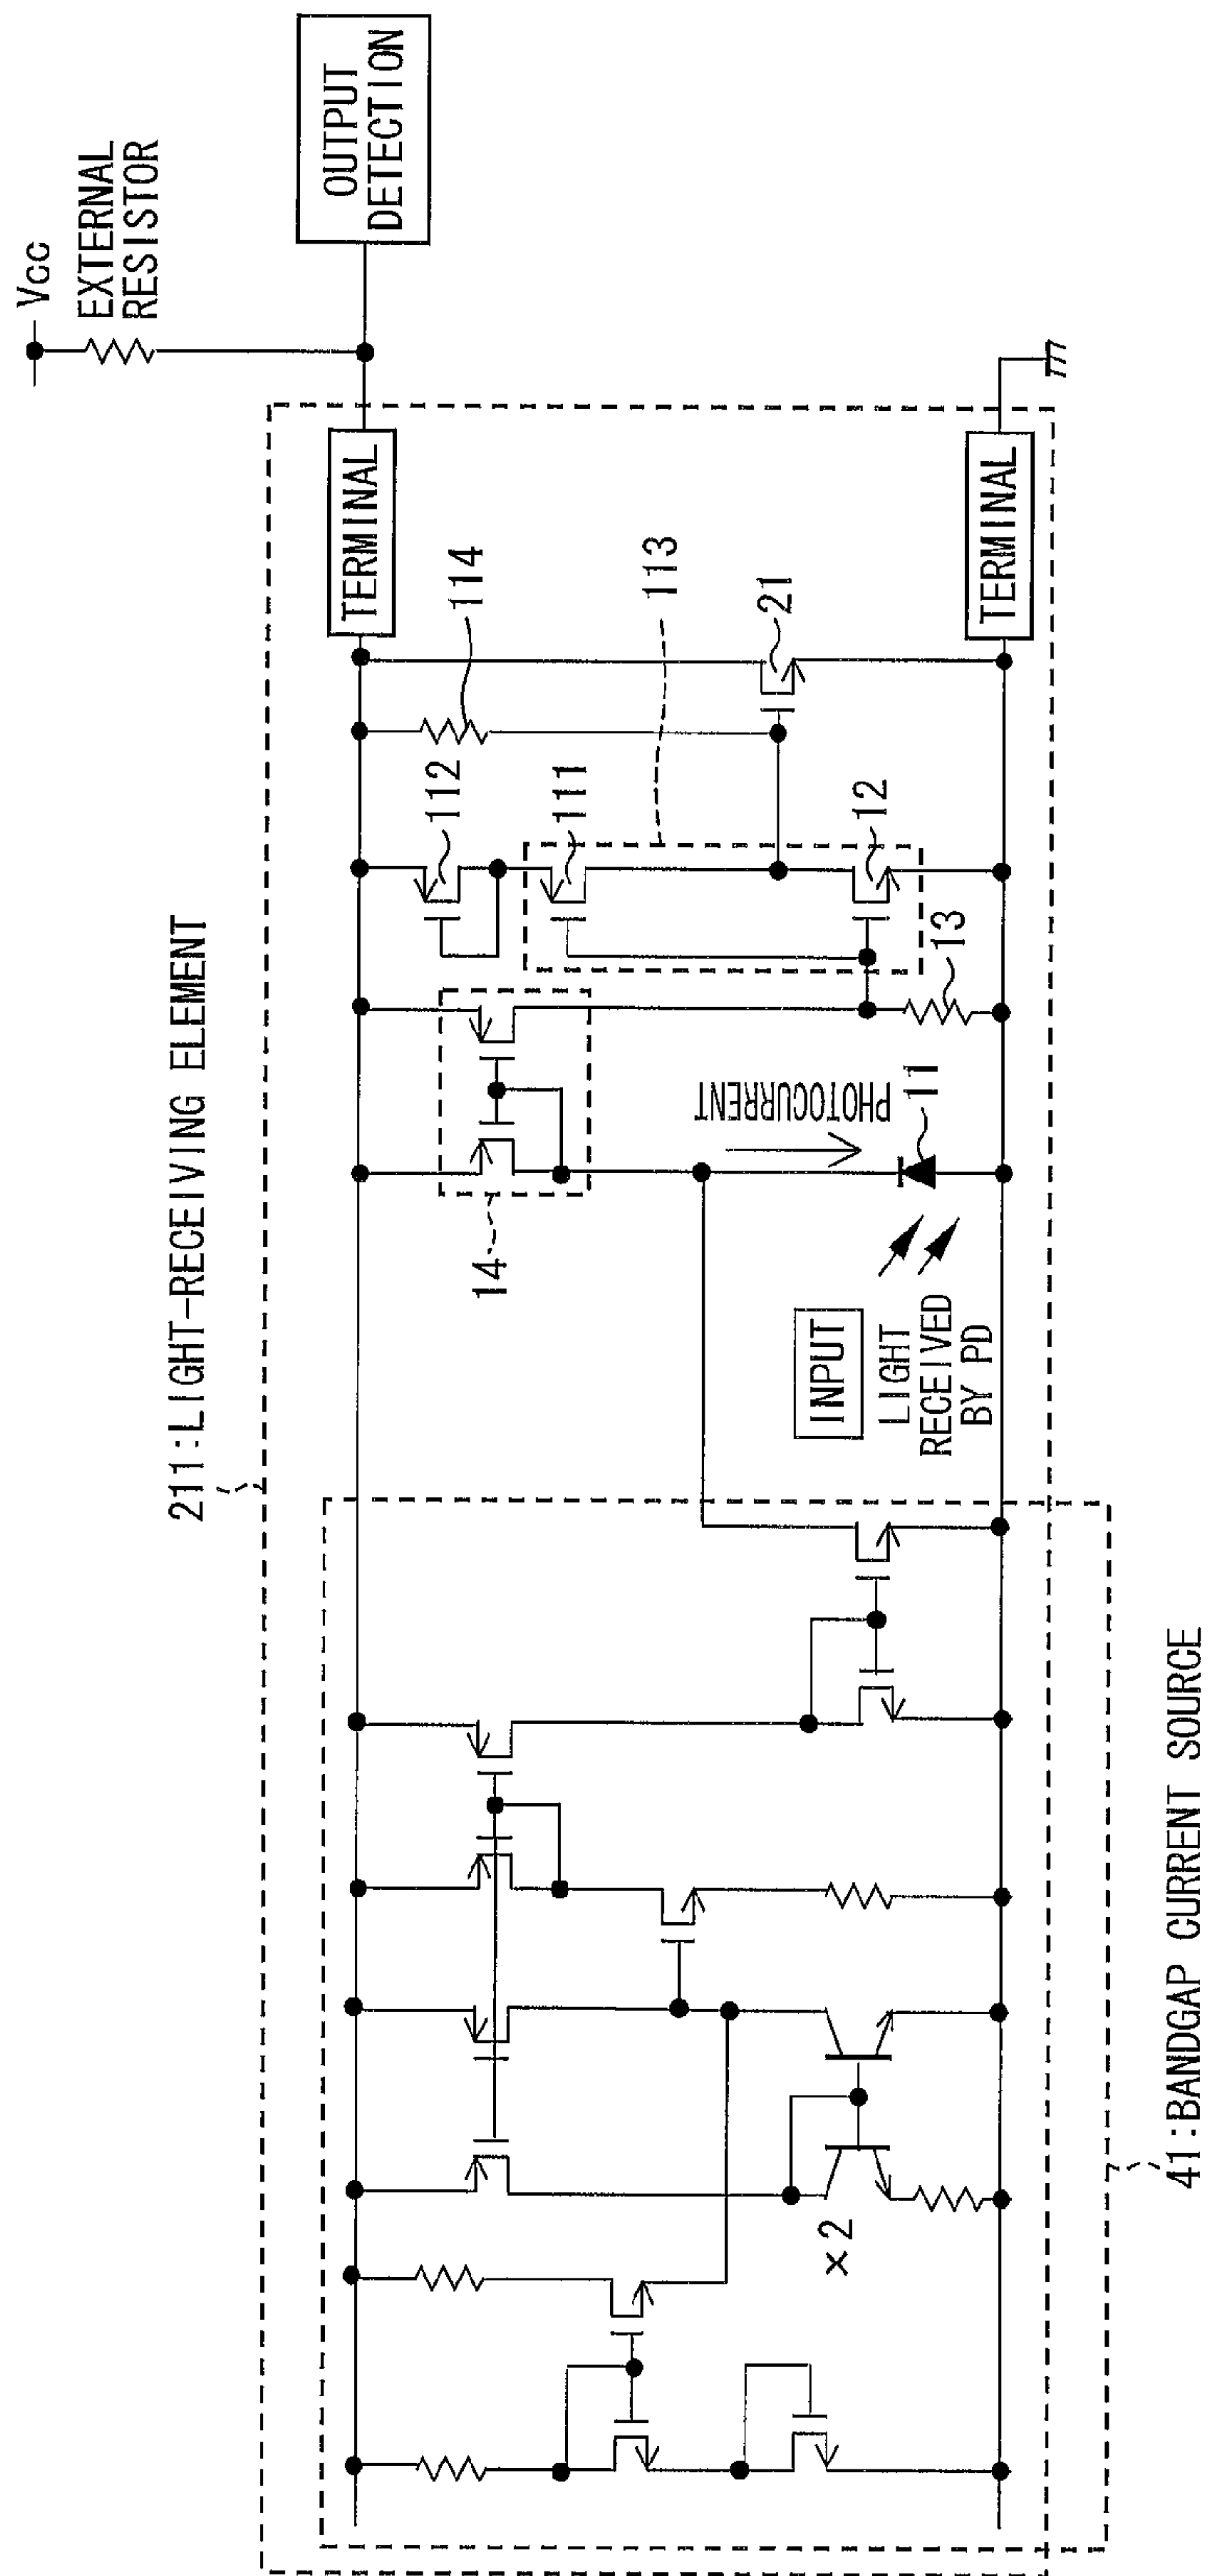 211:LIGHT-RECEIVING ELEMENT
Vcc
EXTERNAL
RESISTOR
OUTPUT
DETECTION
TERMINAL
114
112
111
113
21
12
13
14
PHOTOCURRENT
11
INPUT
LIGHT
RECEIVED
BY PD
TERMINAL
×2
41:BANDGAP CURRENT SOURCE